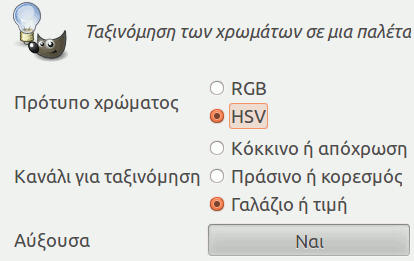 Ταξινόμηση των χρωμάτων σε μια παλέτα
Πρότυπο χρώματος
RGB
HSV
Κανάλι για ταξινόμηση
Κόκκινο ή απόχρωση
Πράσινο ή κορεσμός
Γαλάζιο ή τιμή
Αύξουσα
Ναι